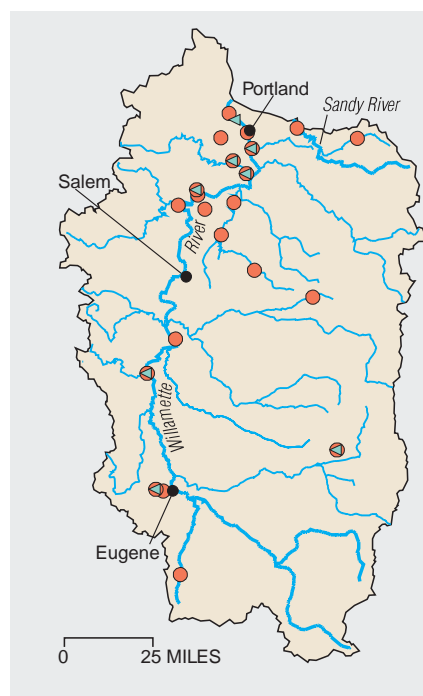 Portland
Sandy River
Salem
River
Willamette
Eugene
0 25 MILES